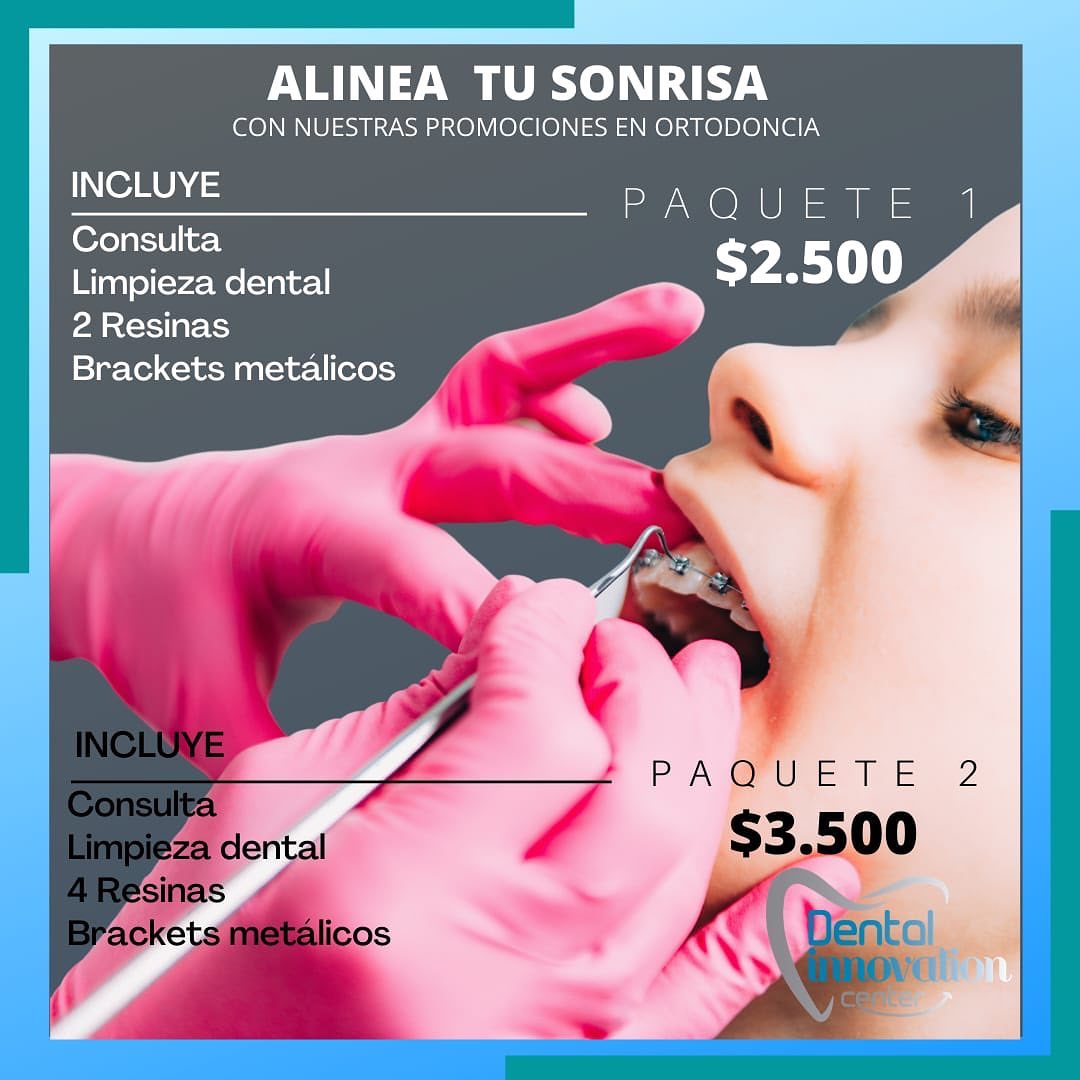 ALINEA TU SONRISA
CON NUESTRAS PROMOCIONES EN ORTODONCIA
INCLUYE
Consulta
Limpieza dental
2 Resinas
Brackets metálicos
PAQUETE 1
$2.500
INCLUYE
Consulta
Limpieza dental
4 Resinas
Brackets metálicos
PAQUETE 2
$3.500
Dental
innovation
center